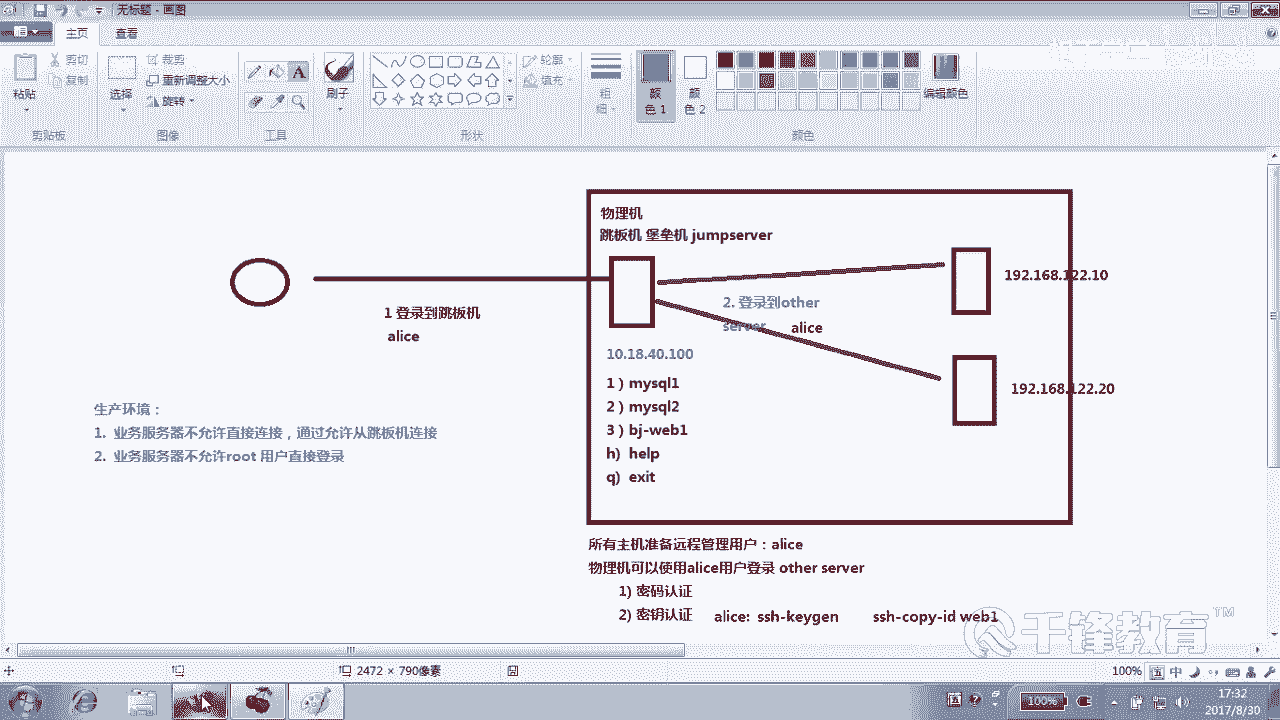 无标题 - 画图
主页
查看
粘贴
剪切
复制
剪贴板
选择
裁剪
重新调整大小
旋转
图像
A
工具
刷子
轮廓
填充
形状
粗细
颜色 1
颜色 2
编辑颜色
颜色
物理机
跳板机 堡垒机 jumpserver
192.168.122.10
1 登录到跳板机
alice
2. 登录到other
server
alice
10.18.40.100
1）mysql1
2）mysql2
3）bj-web1
h) help
q) exit
192.168.122.20
生产环境：
1. 业务服务器不允许直接连接，通过允许从跳板机连接
2. 业务服务器不允许root 用户直接登录
所有主机准备远程管理用户：alice
物理机可以使用alice用户登录 other server
1) 密码认证
2) 密钥认证 alice: ssh-keygen ssh-copy-id web1
千锋教育 TM
2472 × 790像素
100%
中
100%
17:32
2017/8/30